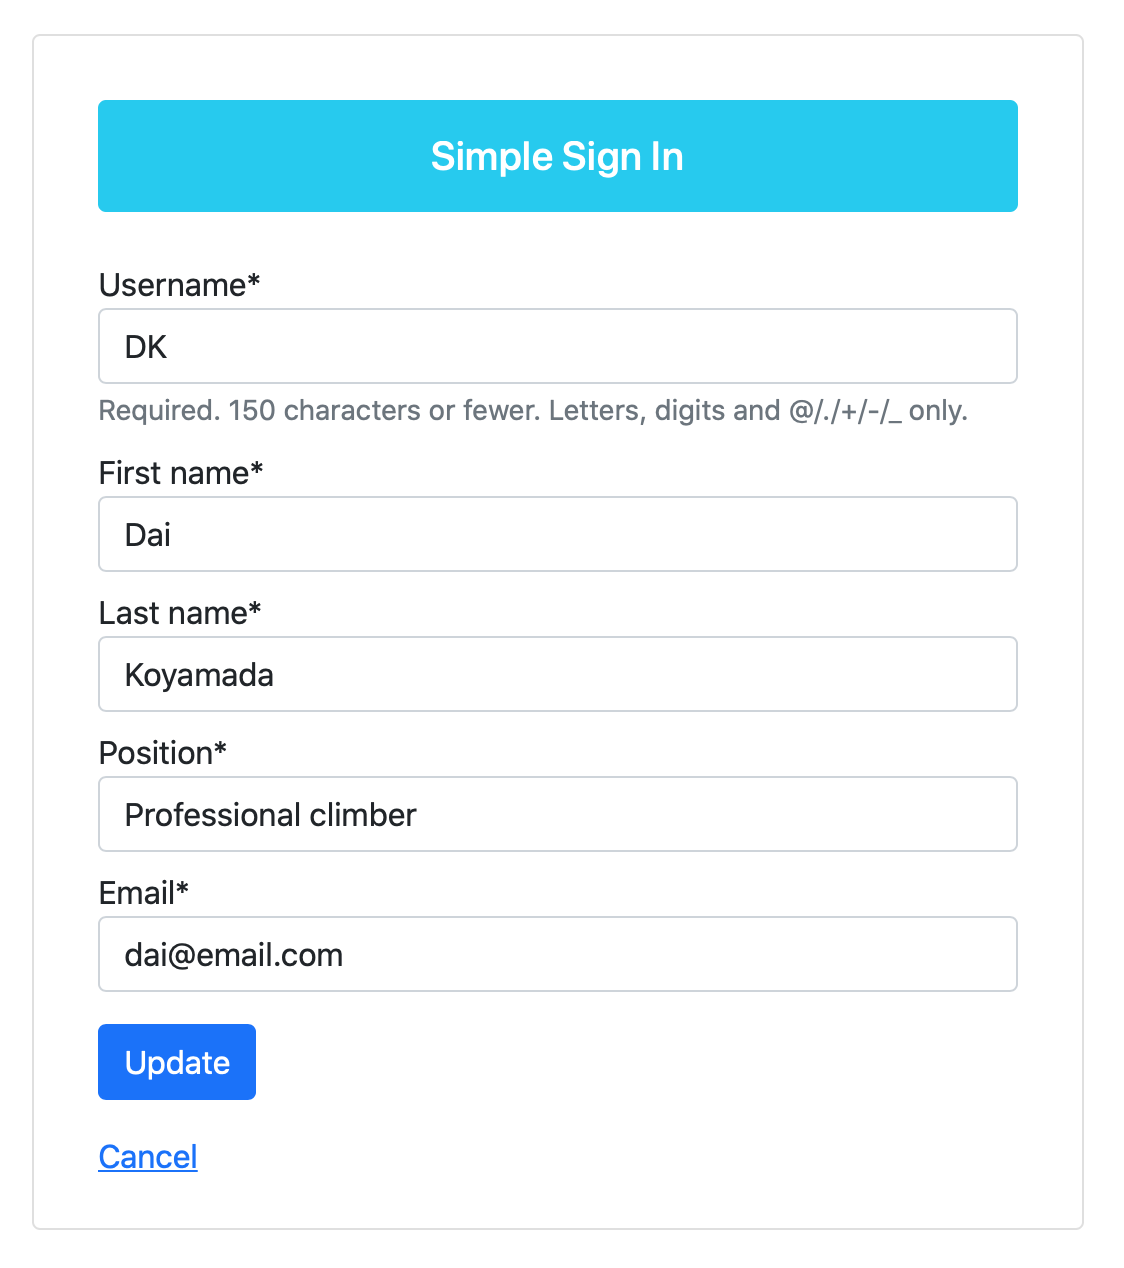 Simple Sign In
Username*
DK
Required. 150 characters or fewer. Letters, digits and @/./+/-/_ only.
First name*
Dai
Last name*
Koyamada
Position*
Professional climber
Email*
dai@email.com
Update
Cancel